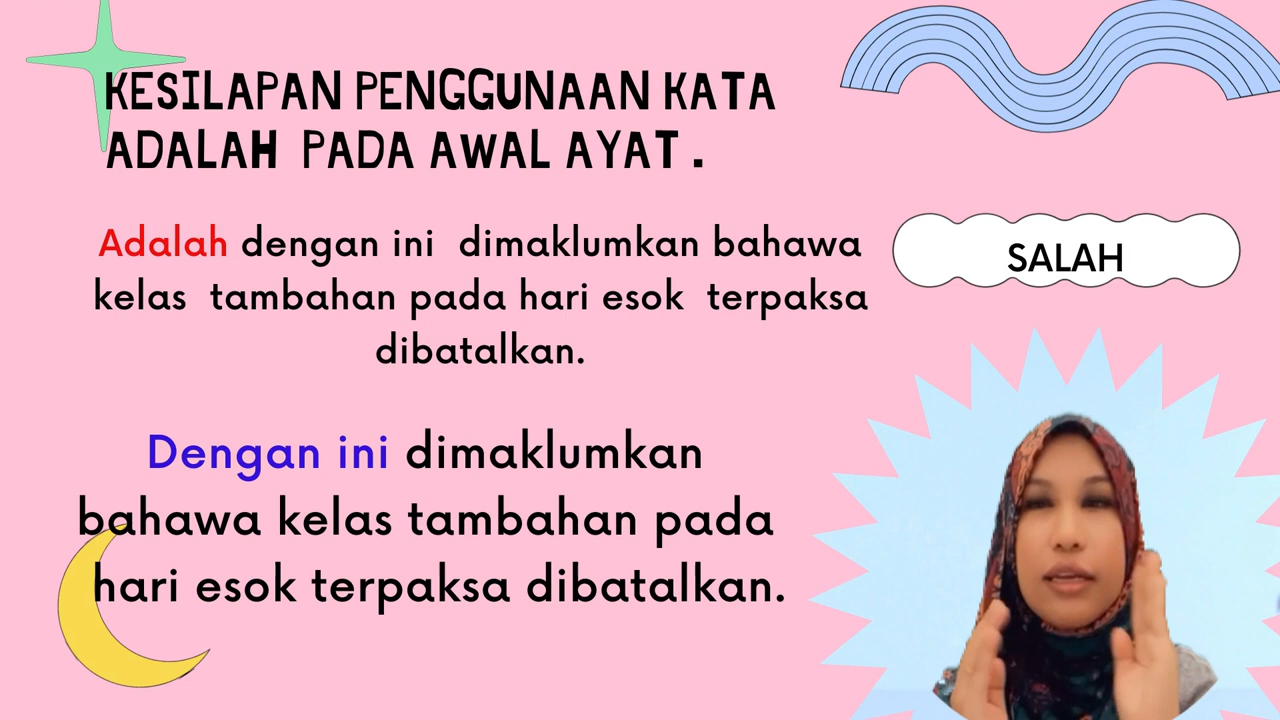 KESILAPAN PENGGUNAAN KATA
ADALAH PADA AWAL AYAT .
Adalah dengan ini dimaklumkan bahawa
kelas tambahan pada hari esok terpaksa
dibatalkan.
SALAH
Dengan ini dimaklumkan
bahawa kelas tambahan pada
hari esok terpaksa dibatalkan.